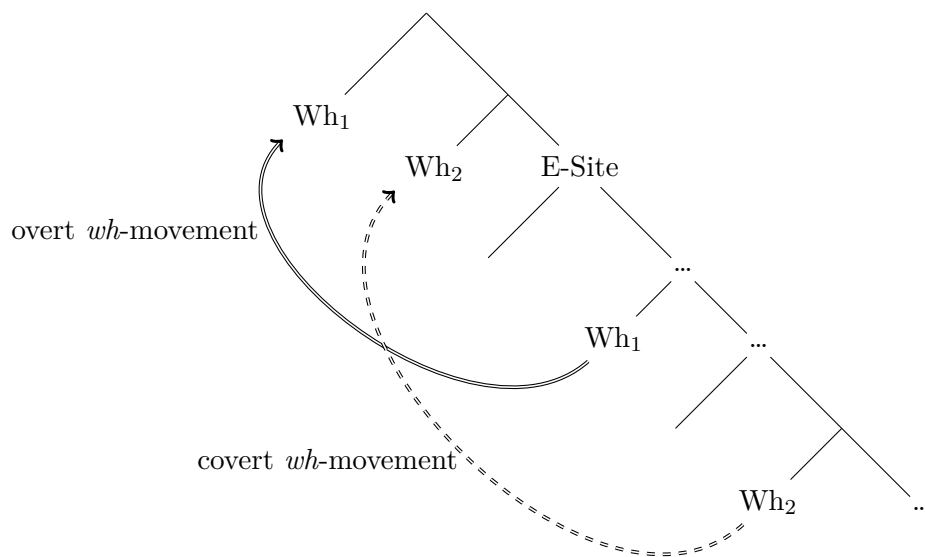 Wh₁
Wh₂
E-Site
overt wh-movement
...
Wh₁
...
covert wh-movement
Wh₂
..